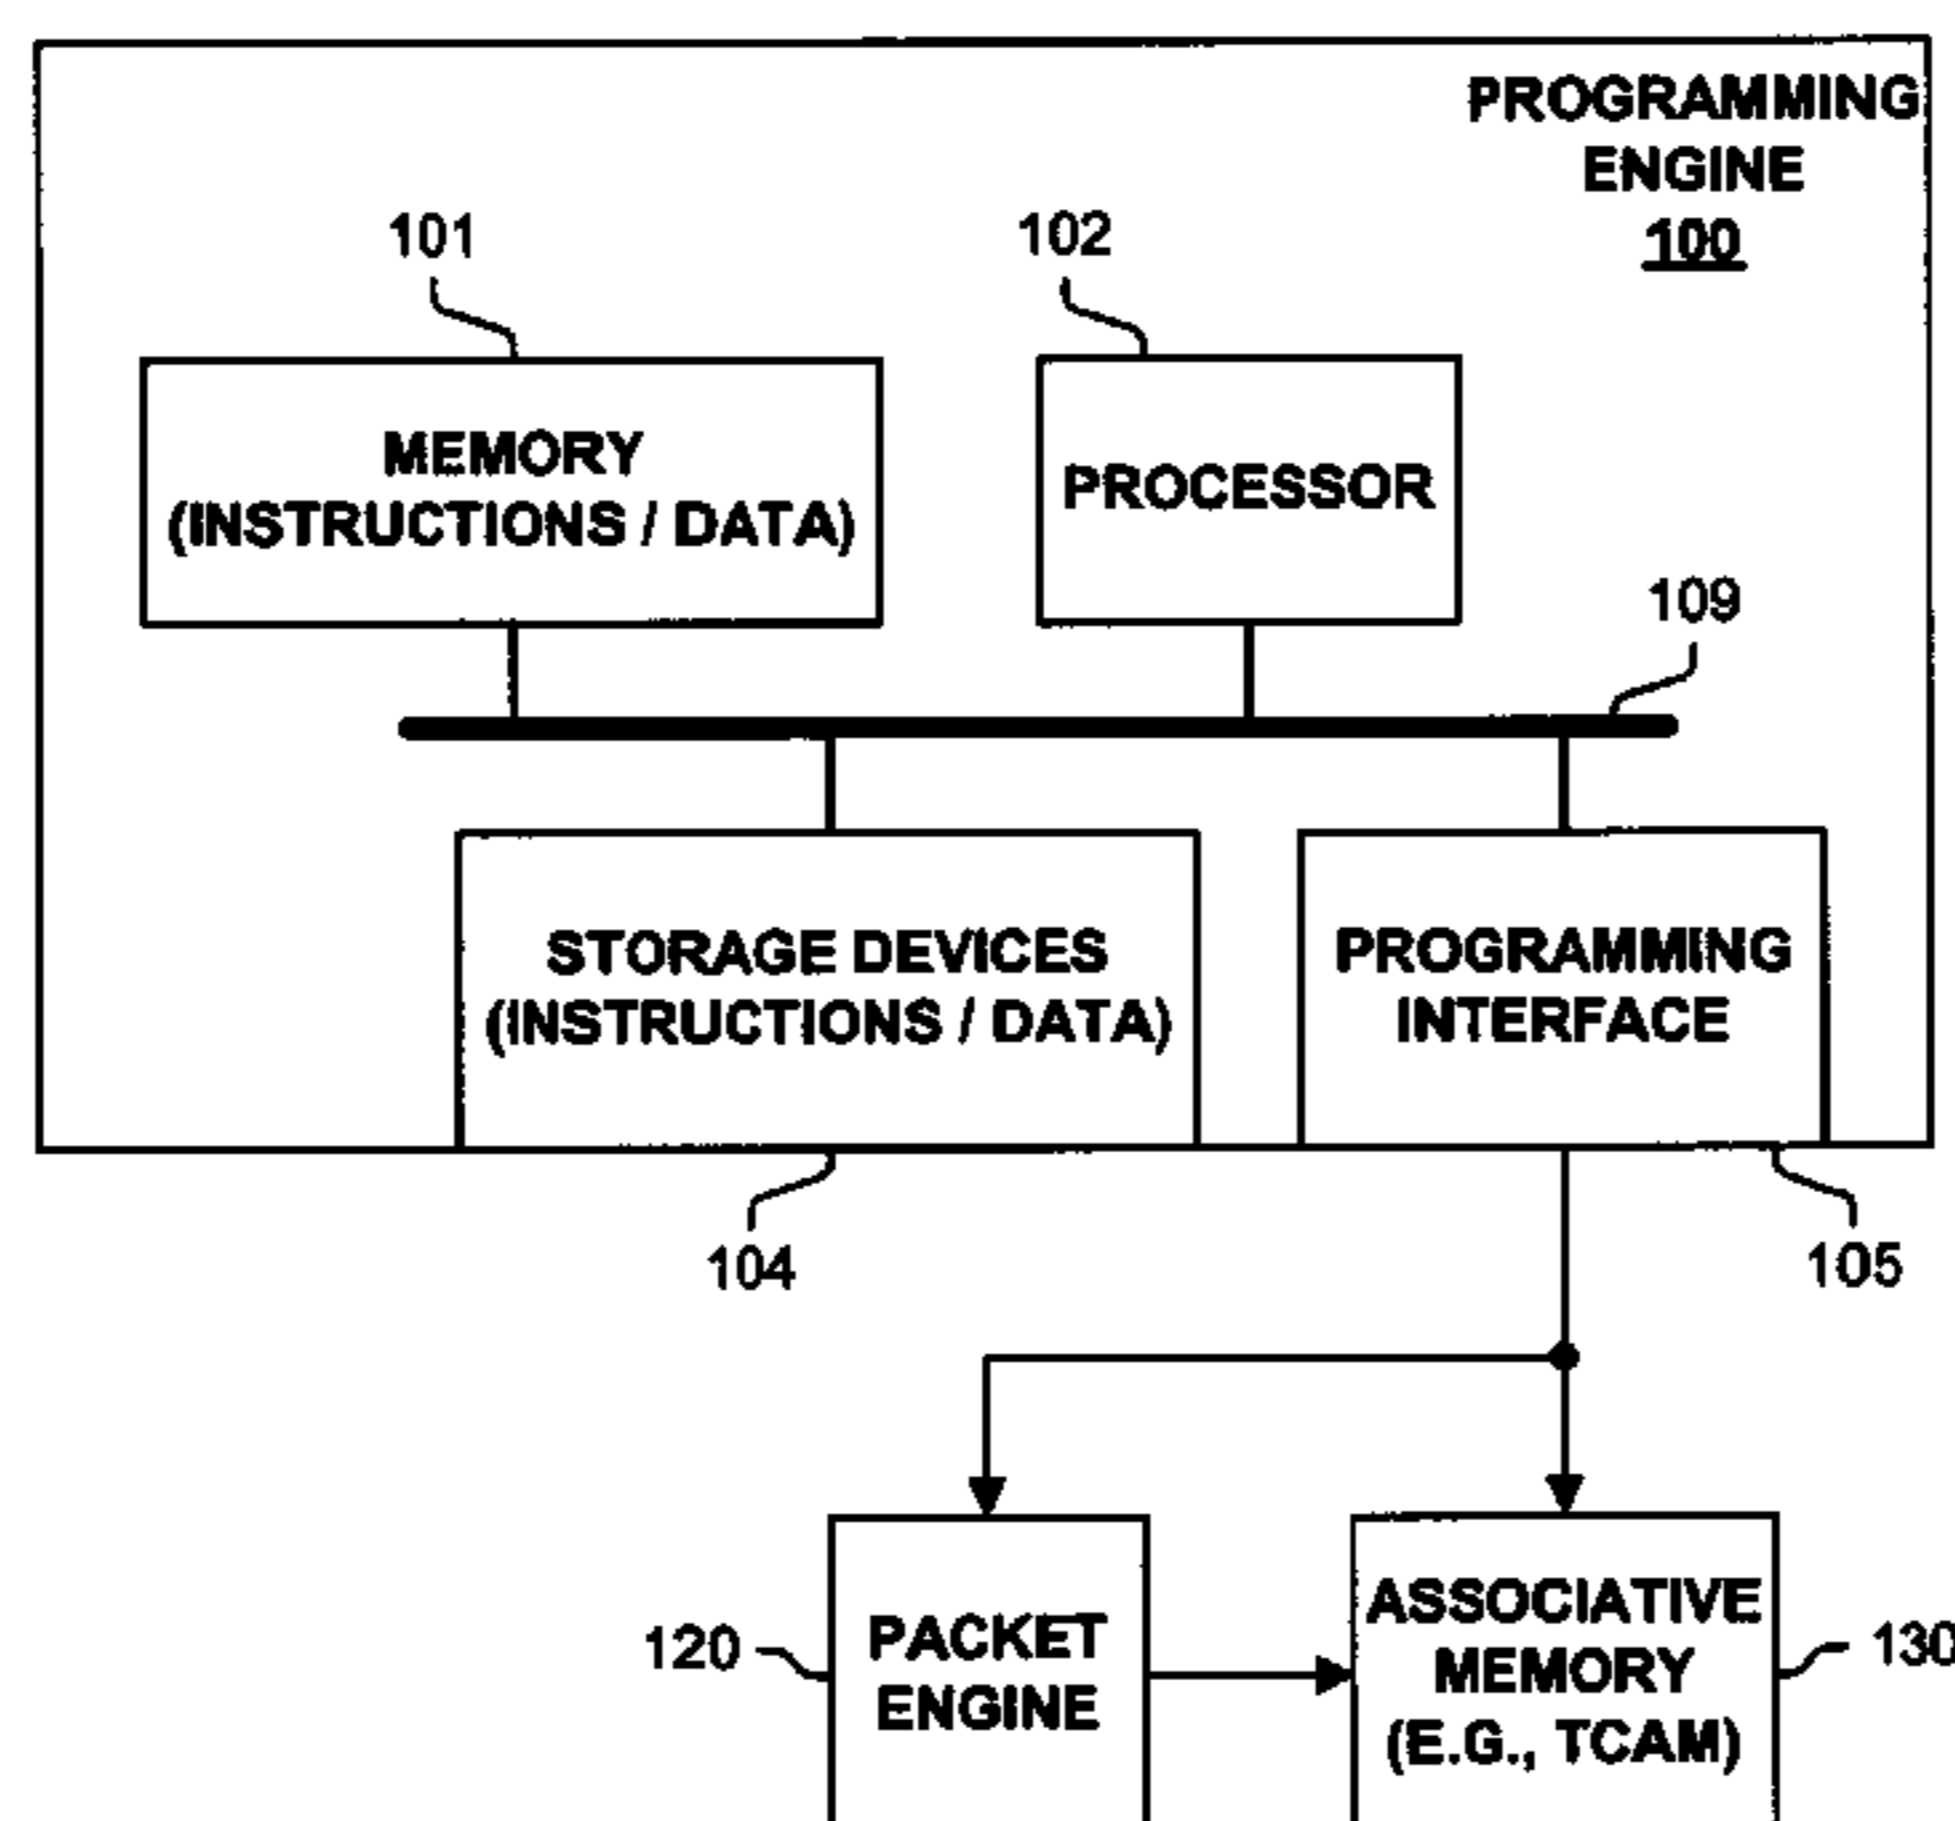 PROGRAMMING
ENGINE
100
101
102
MEMORY
(INSTRUCTIONS / DATA)
PROCESSOR
109
STORAGE DEVICES
(INSTRUCTIONS / DATA)
PROGRAMMING
INTERFACE
104
105
120
PACKET
ENGINE
ASSOCIATIVE
MEMORY
(E.G., TCAM)
130